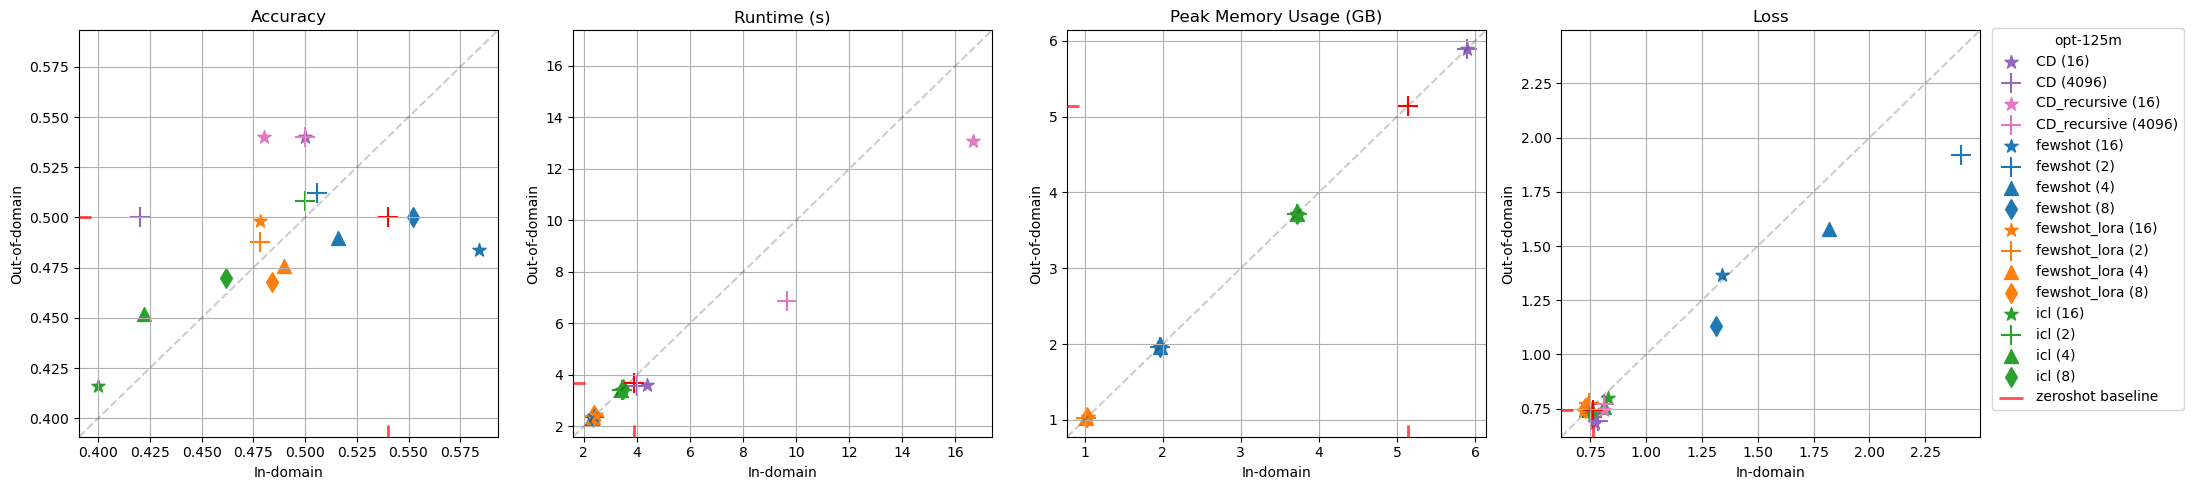 Accuracy
0.575
0.550
0.525
0.500
0.475
0.450
0.425
0.400
Out-of-domain
0.400 0.425 0.450 0.475 0.500 0.525 0.550 0.575
In-domain
Runtime (s)
16
14
12
10
8
6
4
2
Out-of-domain
2 4 6 8 10 12 14 16
In-domain
Peak Memory Usage (GB)
6
5
4
3
2
1
Out-of-domain
1 2 3 4 5 6
In-domain
Loss
2.25
2.00
1.75
1.50
1.25
1.00
0.75
Out-of-domain
0.75 1.00 1.25 1.50 1.75 2.00 2.25
In-domain
opt-125m
CD (16)
CD (4096)
CD_recursive (16)
CD_recursive (4096)
fewshot (16)
fewshot (2)
fewshot (4)
fewshot (8)
fewshot_lora (16)
fewshot_lora (2)
fewshot_lora (4)
fewshot_lora (8)
icl (16)
icl (2)
icl (4)
icl (8)
zeroshot baseline